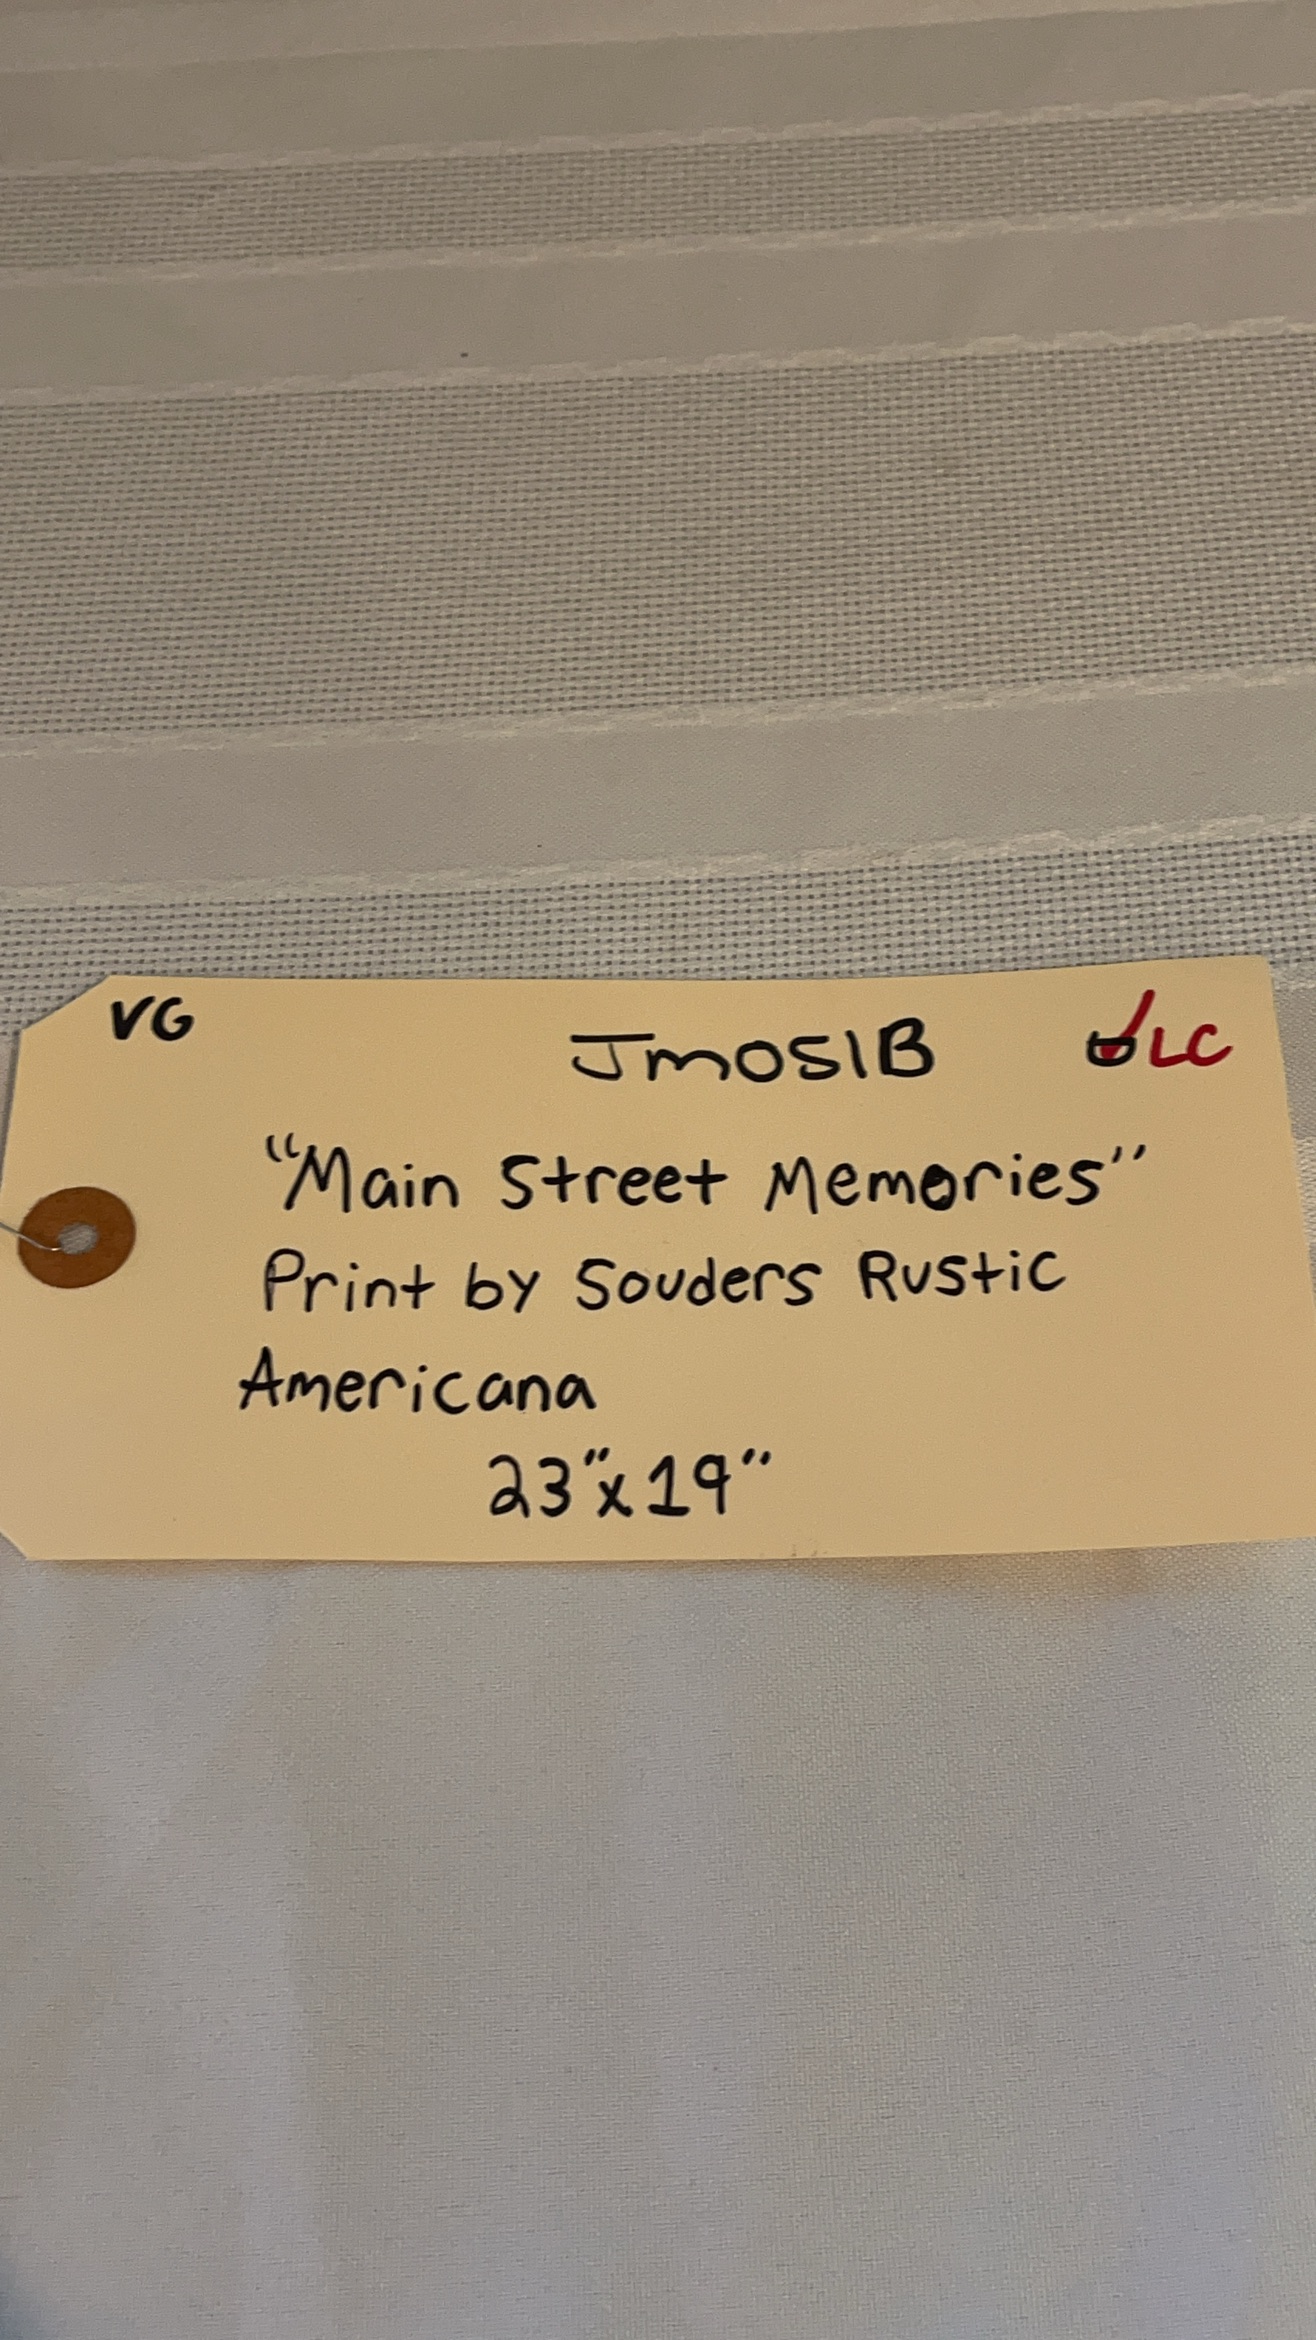 VG JM051B LC
"Main Street Memories"
Print by Souders Rustic
Americana
23"x19"